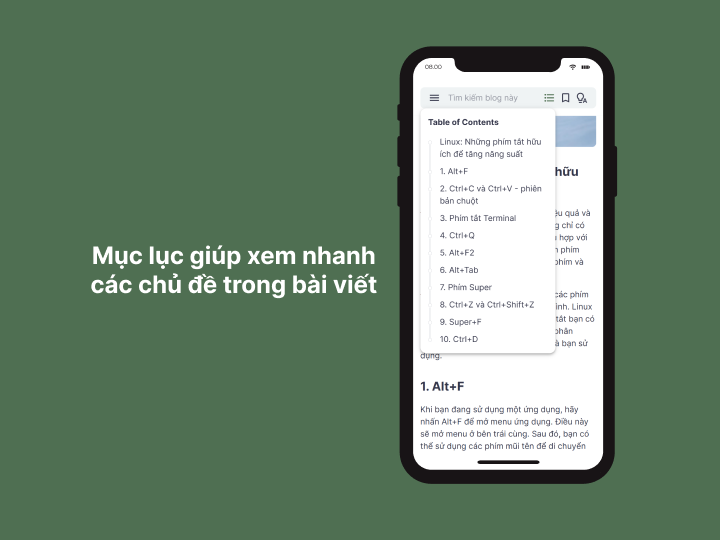 Mục lục giúp xem nhanh
các chủ đề trong bài viết
08.00
Tìm kiếm blog này
Table of Contents
Linux: Những phím tắt hữu
ích để tăng năng suất
1. Alt+F
2. Ctrl+C và Ctrl+V - phiên
bản chuột
3. Phím tắt Terminal
4. Ctrl+Q
5. Alt+F2
6. Alt+Tab
7. Phím Super
8. Ctrl+Z và Ctrl+Shift+Z
9. Super+F
10. Ctrl+D
hữu
quả và
chỉ có
hợp với
phím
phím và
các phím
Linux
tắt bạn có
phân
bạn sử
dụng.
1. Alt+F
Khi bạn đang sử dụng một ứng dụng, hãy
nhấn Alt+F để mở menu ứng dụng. Điều này
sẽ mở menu ở bên trái cùng. Sau đó, bạn có
thể sử dụng các phím mũi tên để di chuyển